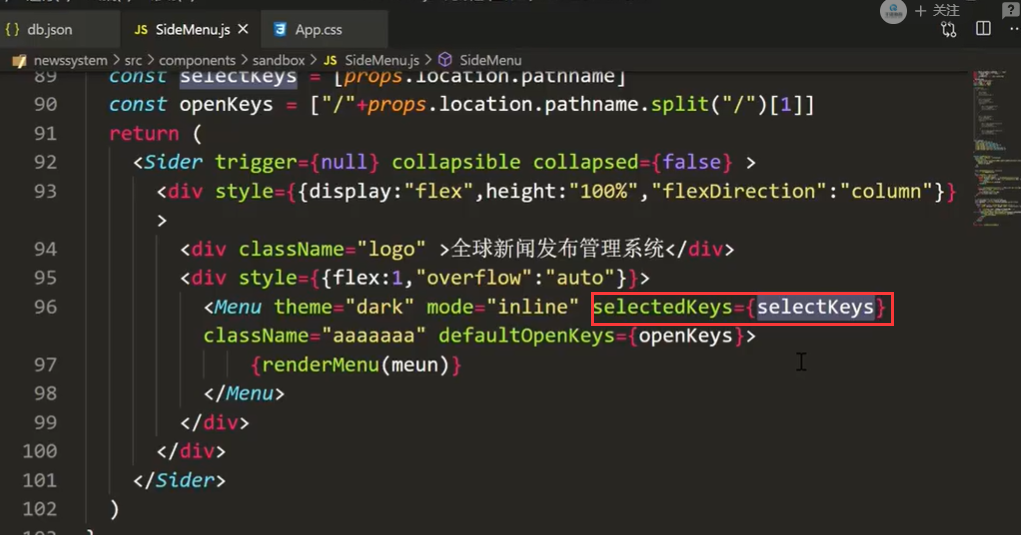 关注
{} db.json JS SideMenu.js × App.css
newssystem > src > components > sandbox > JS SideMenu.js > SideMenu
89 const selectKeys = [props.location.pathname]
90 const openKeys = ["/"+props.location.pathname.split("/")[1]]
91 return (
92 <Sider trigger={null} collapsible collapsed={false} >
93 <div style={{display:"flex",height:"100%","flexDirection":"column"}}
>
94 <div className="logo" >全球新闻发布管理系统</div>
95 <div style={{flex:1,"overflow":"auto"}}>
96 <Menu theme="dark" mode="inline" selectedKeys={selectKeys}
className="aaaaaaa" defaultOpenKeys={openKeys}>
97 {renderMenu(meun)}
98 </Menu>
99 </div>
100 </div>
101 </Sider>
102 )